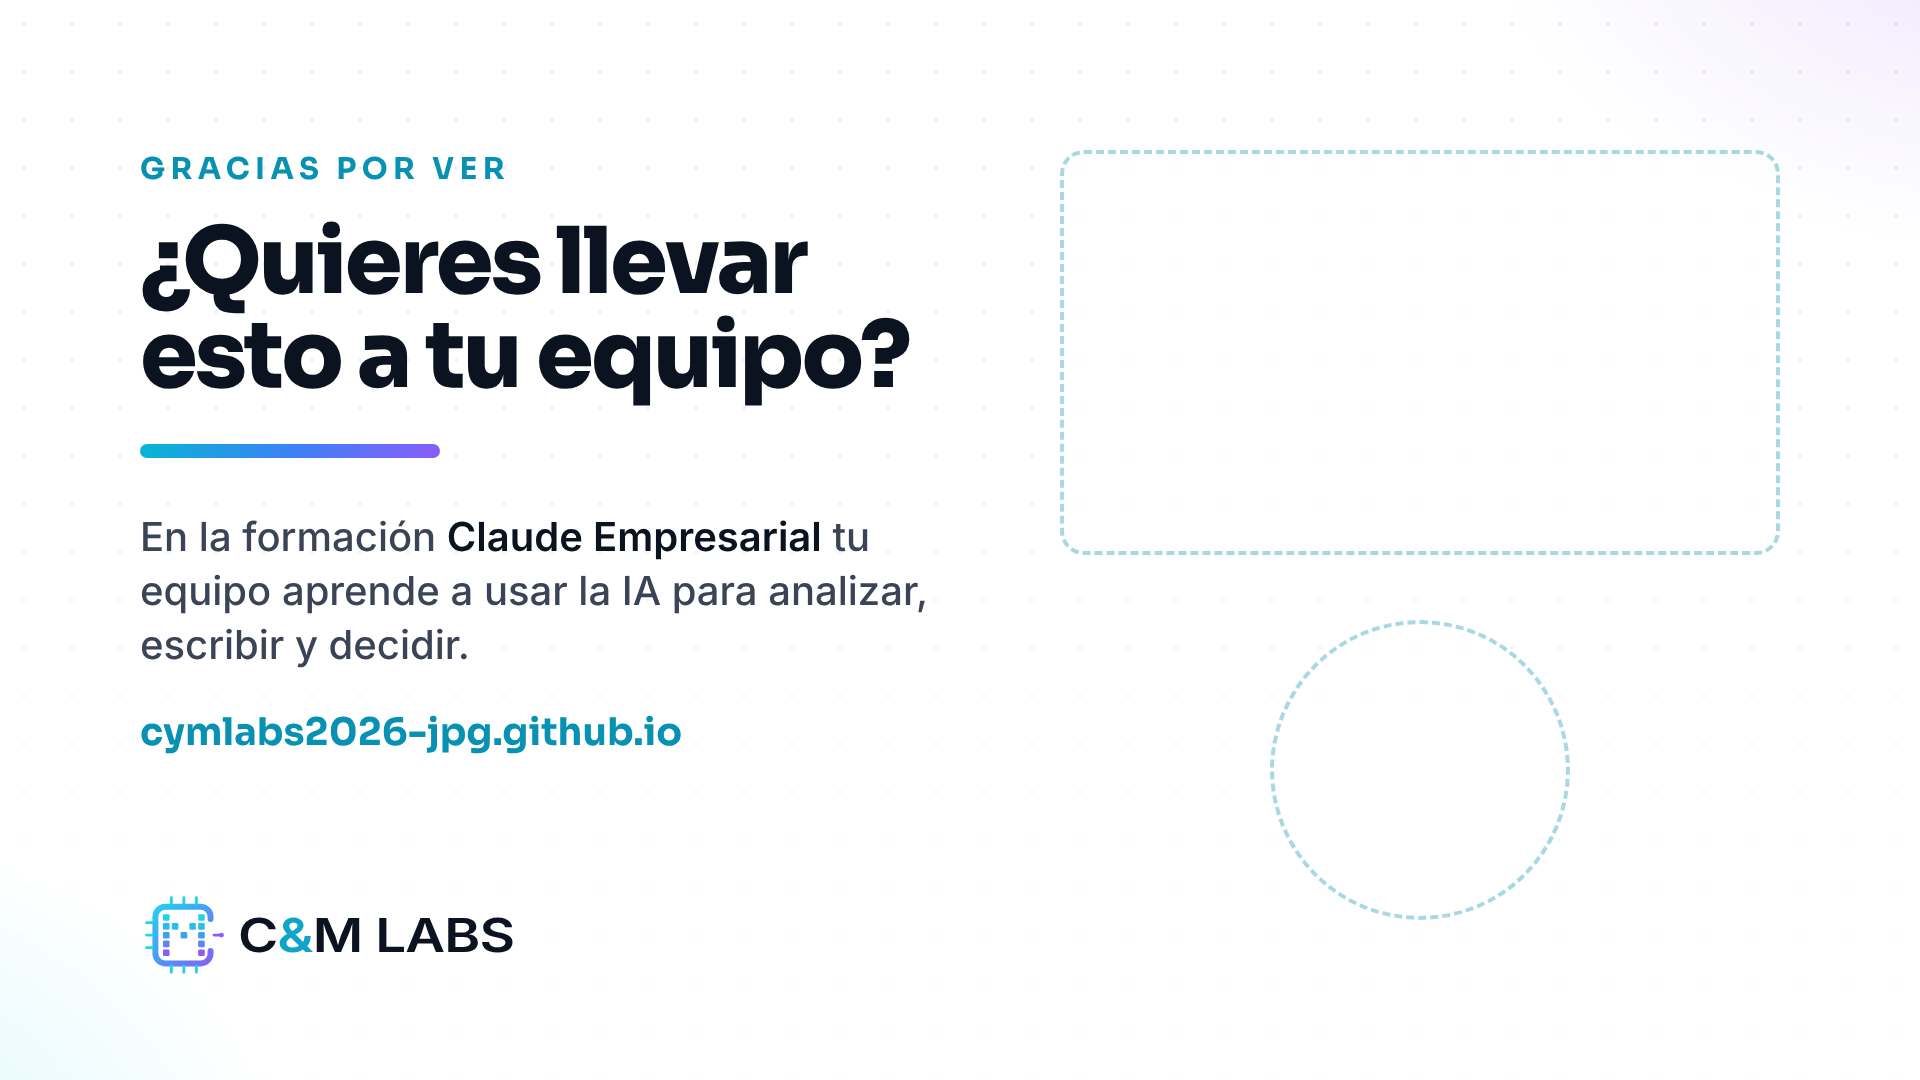 GRACIAS POR VER
¿Quieres llevar
esto a tu equipo?
En la formación Claude Empresarial tu
equipo aprende a usar la IA para analizar,
escribir y decidir.
cymlabs2026-jpg.github.io
C&M LABS